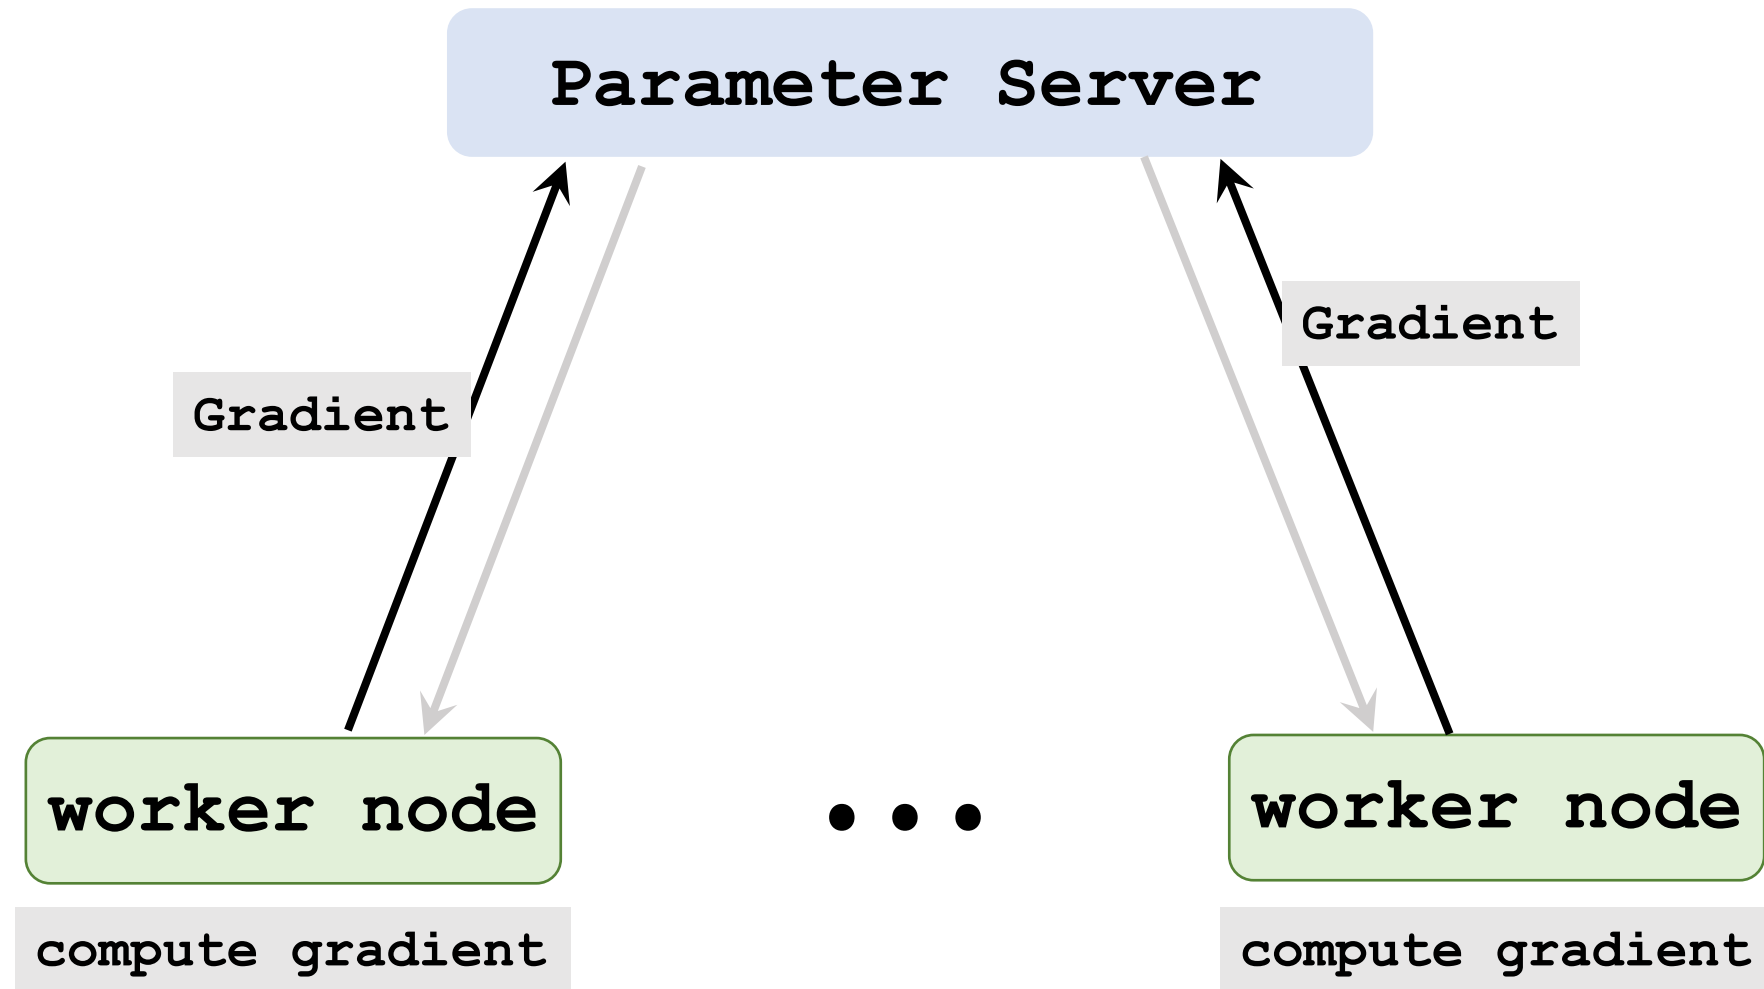 Parameter Server
Gradient
Gradient
worker node
...
worker node
compute gradient
compute gradient